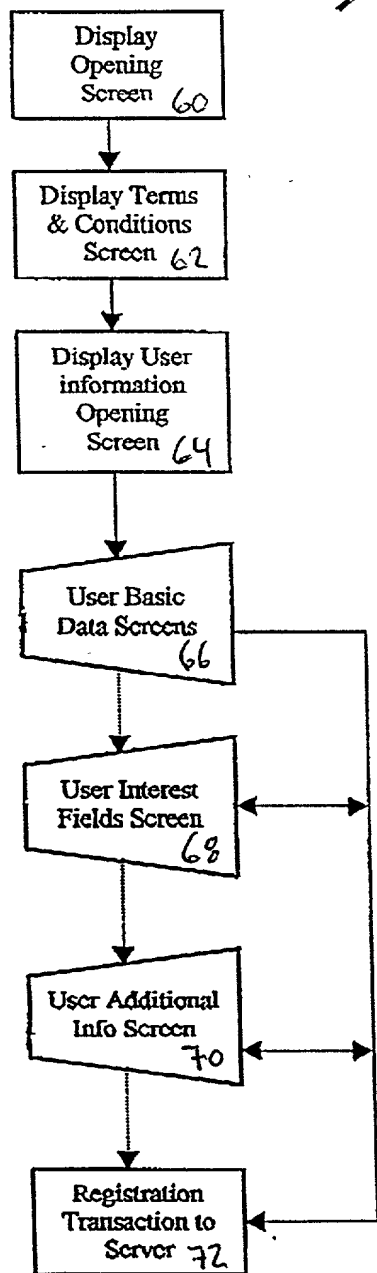 Display
Opening
Screen 60
Display Terms
& Conditions
Screen 62
Display User
information
Opening
Screen 64
User Basic
Data Screens
66
User Interest
Fields Screen
68
User Additional
Info Screen
70
Registration
Transaction to
Server 72